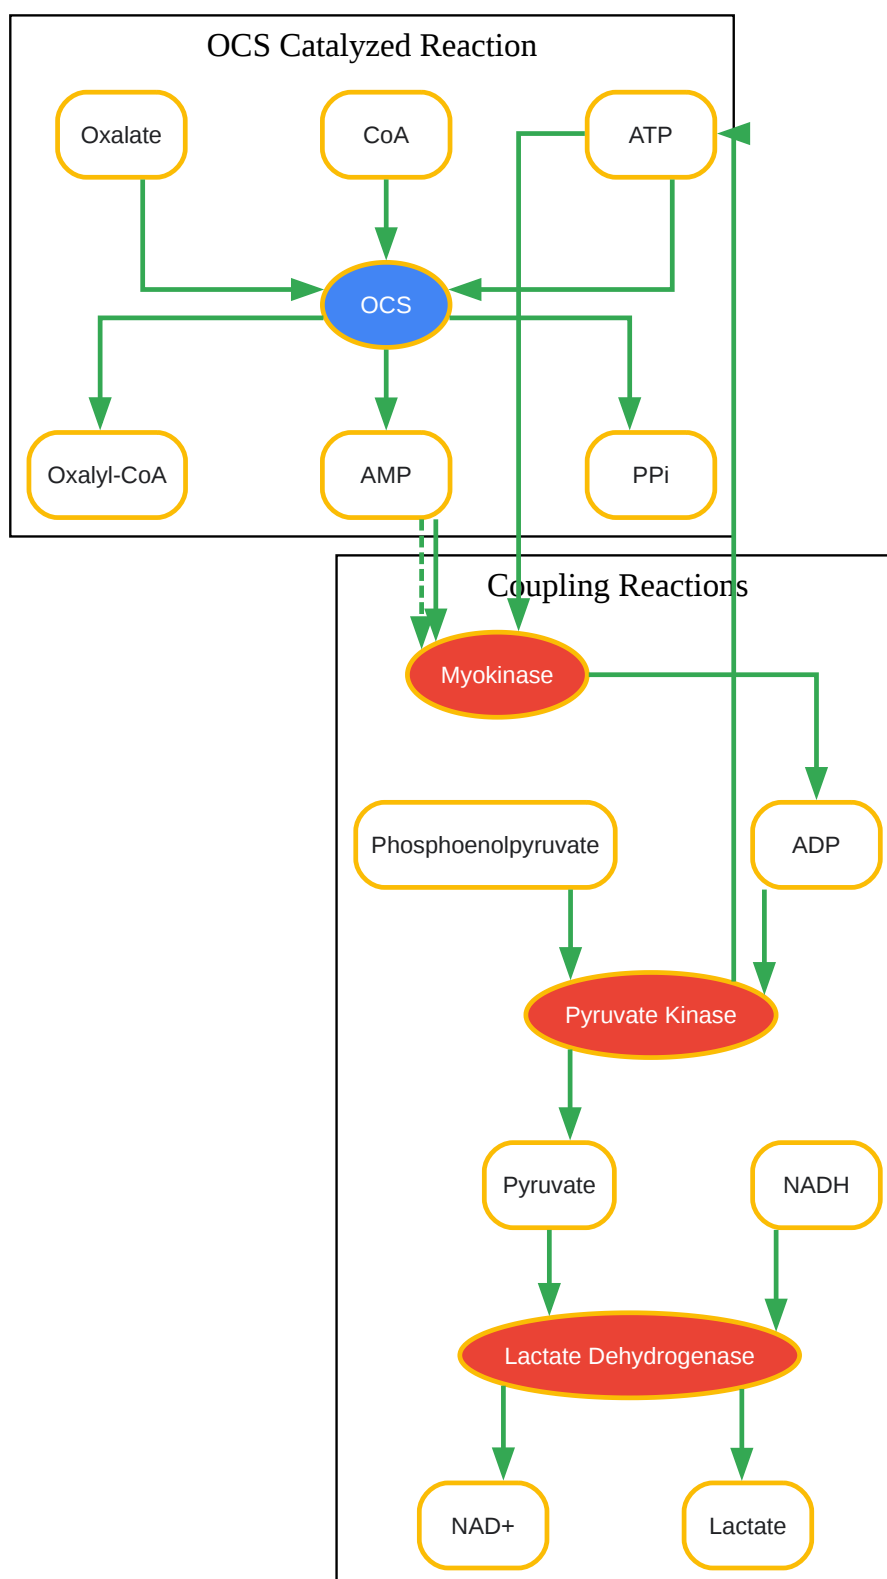 OCS Catalyzed Reaction
Oxalate
CoA
ATP
OCS
Oxalyl-CoA
AMP
PPi
Coupling Reactions
Myokinase
Phosphoenolpyruvate
ADP
Pyruvate Kinase
Pyruvate
NADH
Lactate Dehydrogenase
NAD+
Lactate